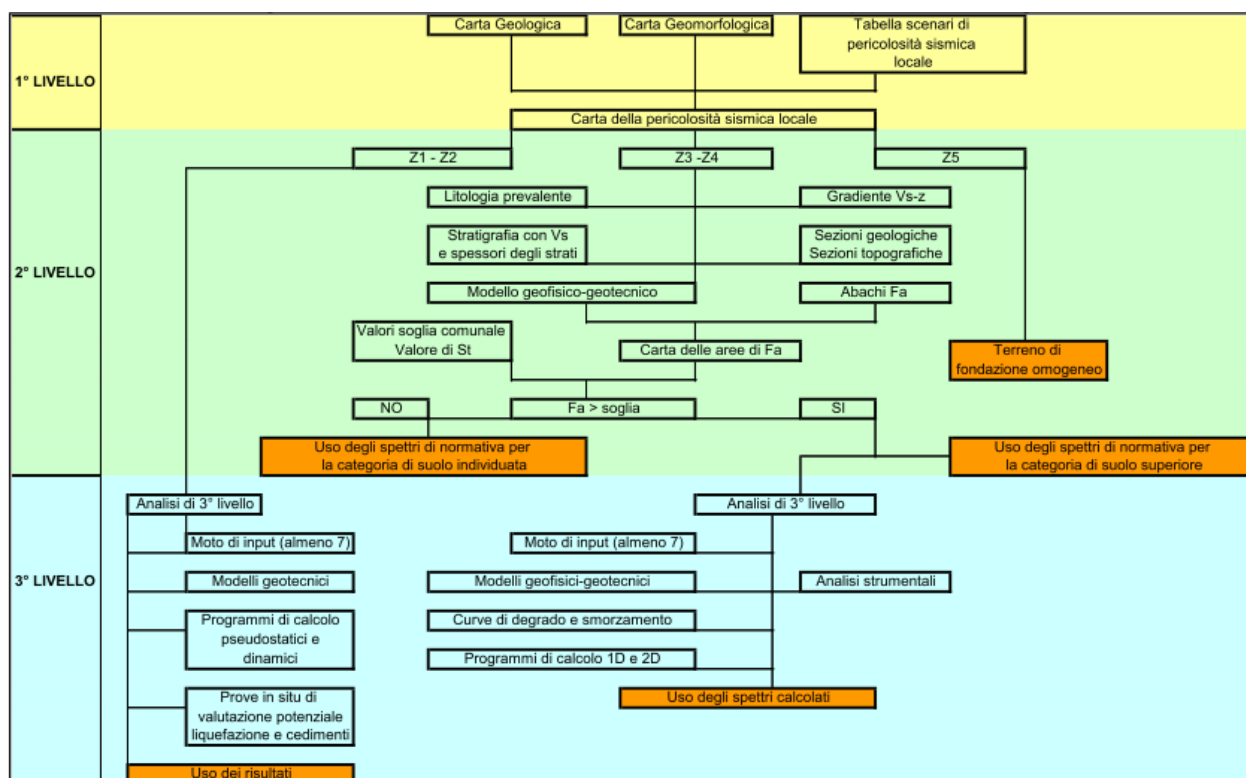 Carta Geologica
Carta Geomorfologica
Tabella scenari di
pericolosità sismica
locale
1° LIVELLO
Carta della pericolosità sismica locale
Z1 - Z2
Z3 -Z4
Z5
Litologia prevalente
Gradiente Vs-z
Stratigrafia con Vs
e spessori degli strati
Sezioni geologiche
Sezioni topografiche
2° LIVELLO
Modello geofisico-geotecnico
Abachi Fa
Valori soglia comunale
Valore di St
Carta delle aree di Fa
Terreno di
fondazione omogeneo
NO
Fa > soglia
SI
Uso degli spettri di normativa per
la categoria di suolo individuata
Uso degli spettri di normativa per
la categoria di suolo superiore
Analisi di 3° livello
Analisi di 3° livello
Moto di input (almeno 7)
Moto di input (almeno 7)
3° LIVELLO
Modelli geotecnici
Modelli geofisici-geotecnici
Analisi strumentali
Programmi di calcolo
pseudostatici e
dinamici
Curve di degrado e smorzamento
Programmi di calcolo 1D e 2D
Prove in situ di
valutazione potenziale
liquefazione e cedimenti
Uso degli spettri calcolati
Uso dei risultati